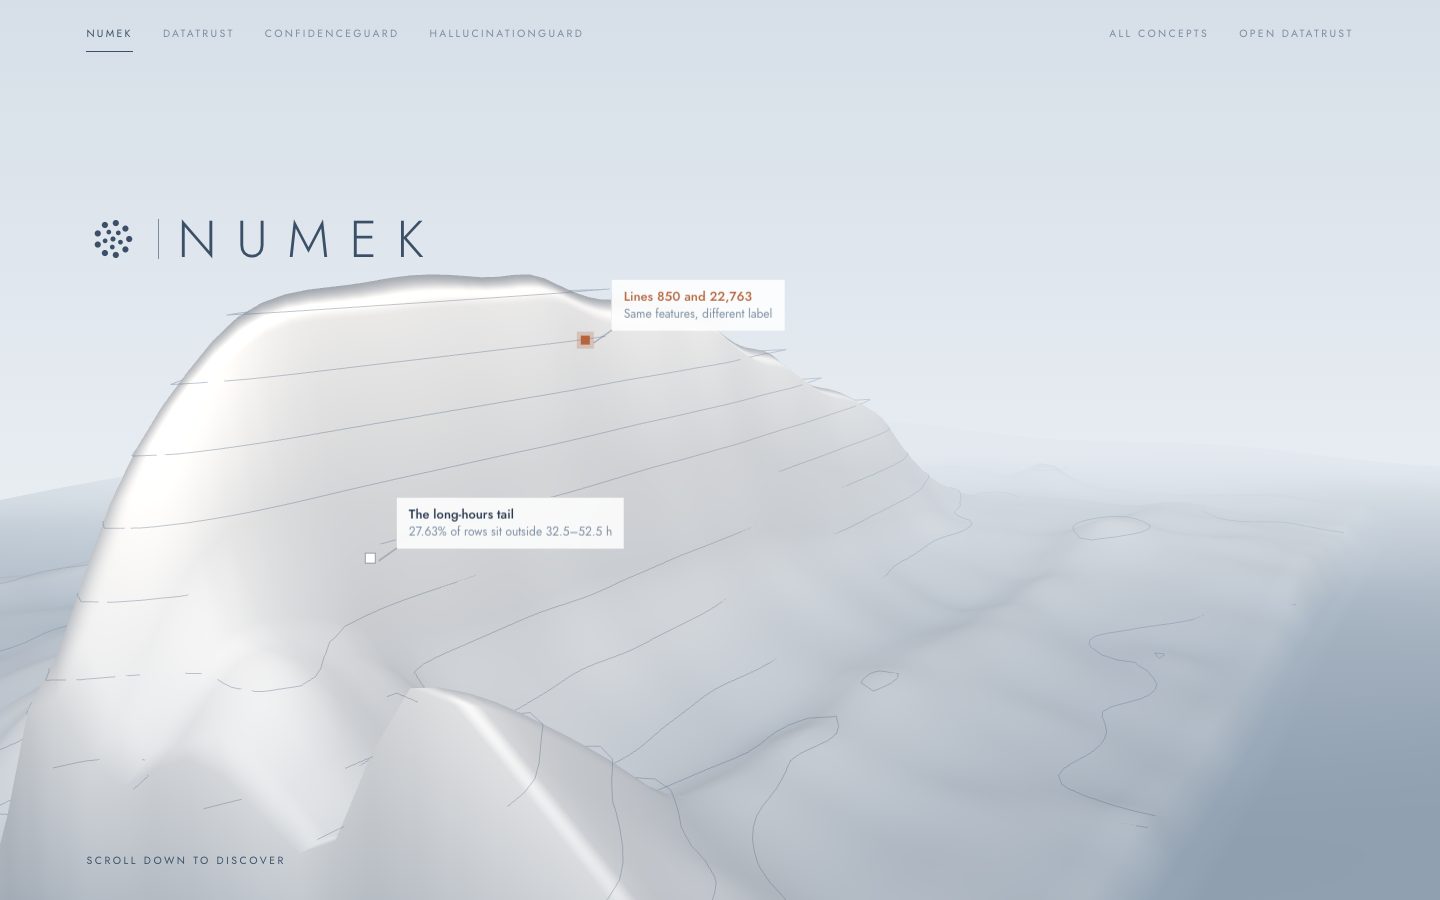 NUMEK DATATRUST CONFIDENCEGUARD HALLUCINATIONGUARD ALL CONCEPTS OPEN DATATRUST
NUMEK
Lines 850 and 22,763
Same features, different label
The long-hours tail
27.63% of rows sit outside 32.5–52.5 h
SCROLL DOWN TO DISCOVER